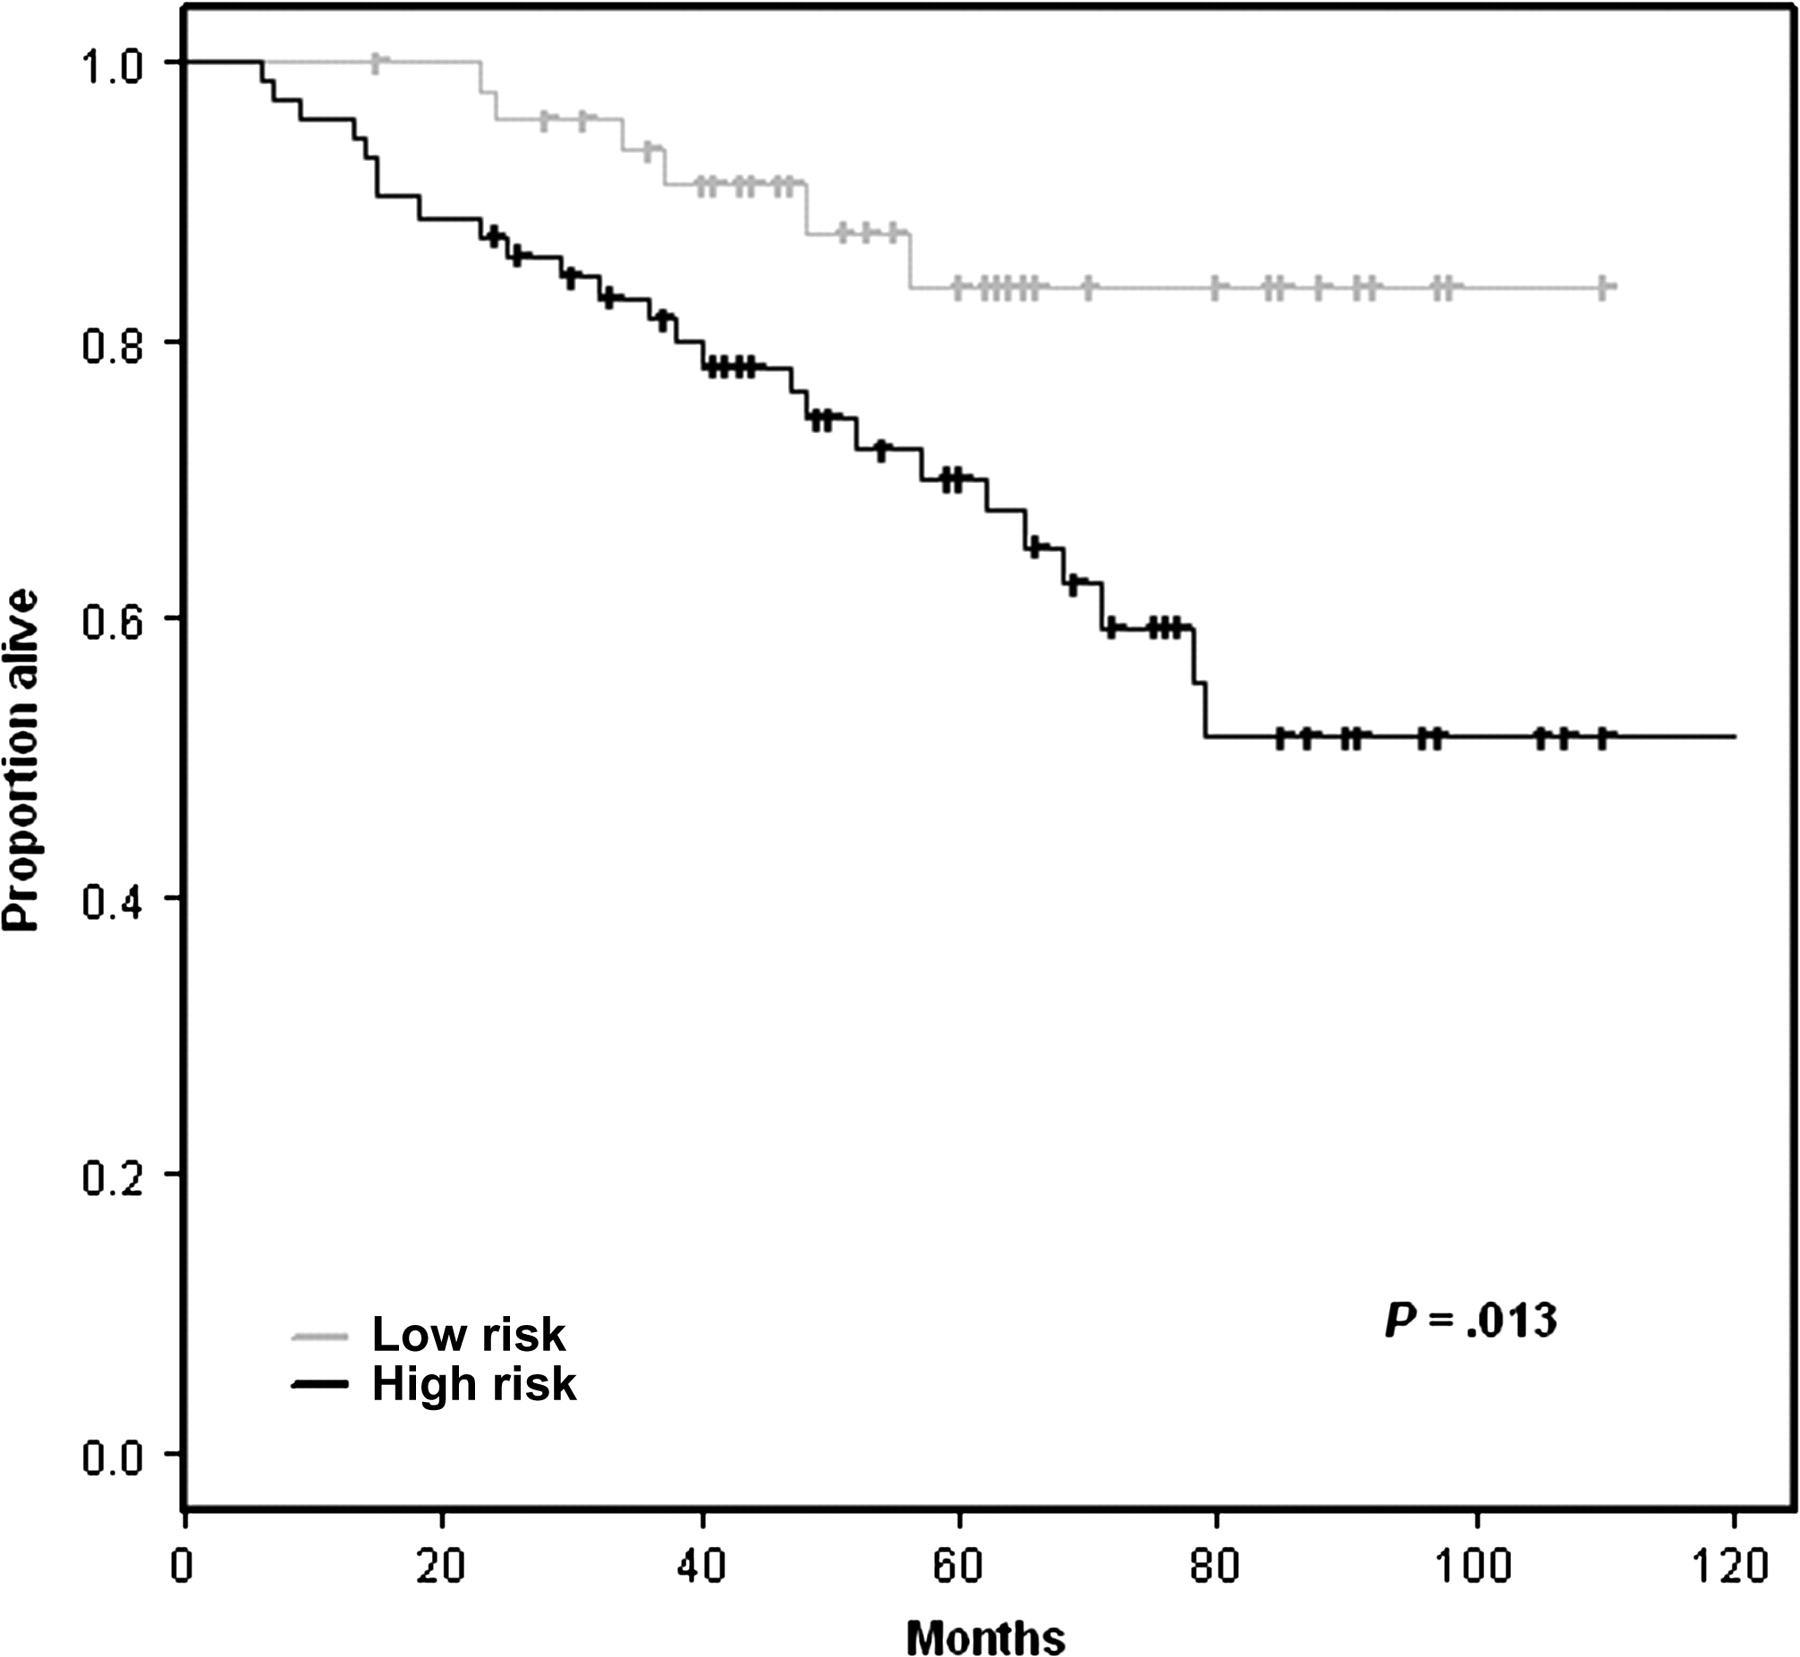 1.0
0.8
0.6
0.4
0.2
0.0
Proportion alive
Low risk
High risk
P = .013
0 20 40 60 80 100 120
Months